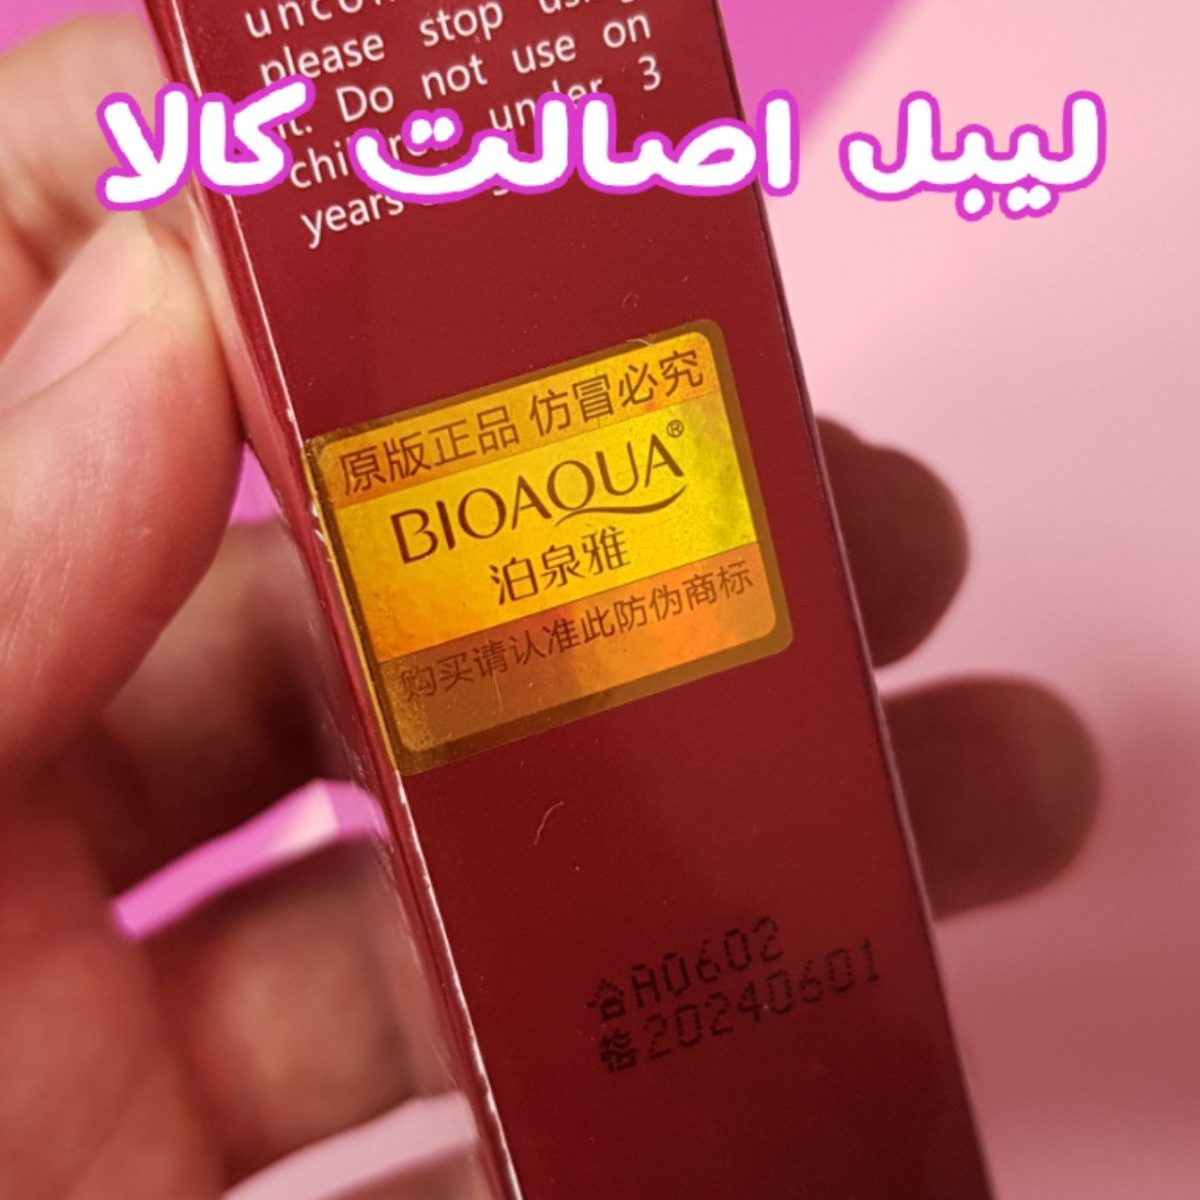 please stop
it. Do not use on
under 3
years
لیبل اصالت کالا
原版正品 仿冒必究
BIOAQUA®
泊泉雅
购买请认准此防伪商标
合A0602
格20240601